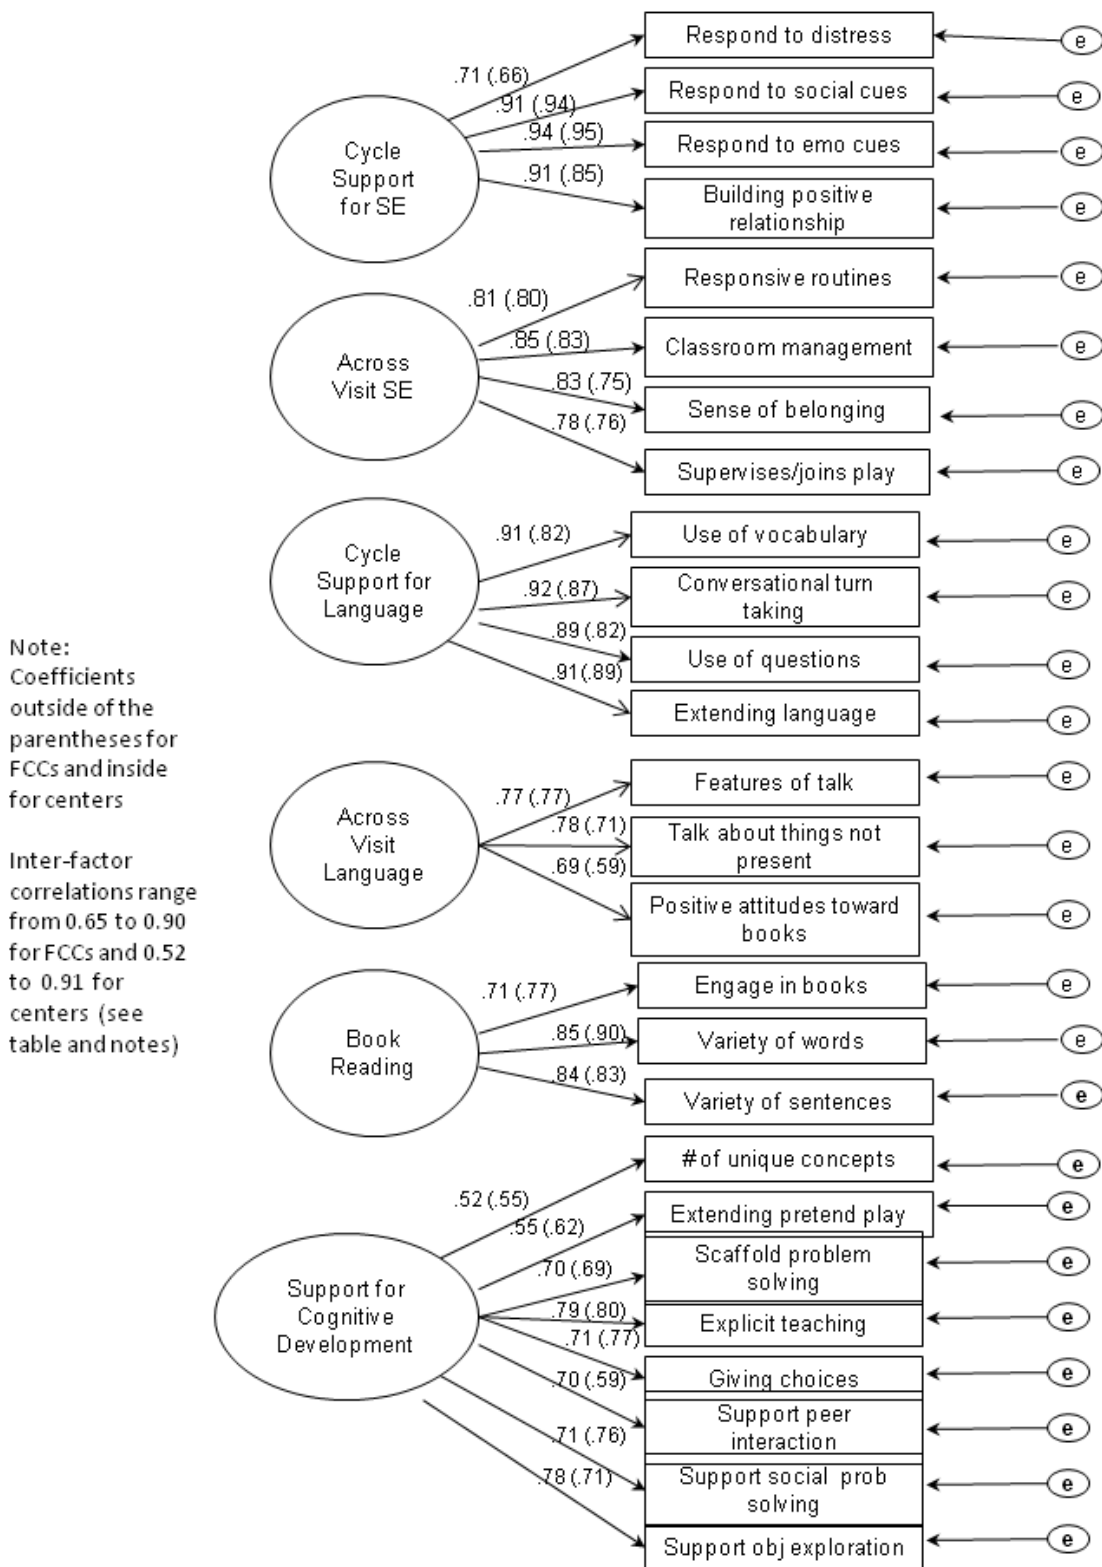 Respond to distress
e
.71 (.66)
Respond to social cues
e
.91 (.94)
Cycle
Support
for SE
.94 (.95)
Respond to emo cues
e
.91 (.85)
Building positive
relationship
e
Responsive routines
e
.81 (.80)
Across
Visit SE
.85 (.83)
Classroom management
e
.83 (.75)
Sense of belonging
e
.78 (.76)
Supervises/joins play
e
Cycle
Support for
Language
.91 (.82)
Use of vocabulary
e
.92 (.87)
Conversational turn
taking
e
.89 (.82)
Use of questions
e
.91(.89)
Extending language
e
Note:
Coefficients
outside of the
parentheses for
FCCs and inside
for centers
Inter-factor
correlations range
from 0.65 to 0.90
for FCCs and 0.52
to 0.91 for
centers (see
table and notes)
Across
Visit
Language
.77 (.77)
Features of talk
e
.78 (.71)
Talk about things not
present
e
.69 (.59)
Positive attitudes toward
books
e
Book
Reading
.71 (.77)
Engage in books
e
.85 (.90)
Variety of words
e
.84 (.83)
Variety of sentences
e
Support for
Cognitive
Development
.52 (.55)
# of unique concepts
e
.55 (.62)
Extending pretend play
e
.70 (.69)
Scaffold problem
solving
e
.79 (.80)
Explicit teaching
e
.71 (.77)
Giving choices
e
.70 (.59)
Support peer
interaction
e
.71 (.76)
Support social prob
solving
e
.78 (.71)
Support obj exploration
e